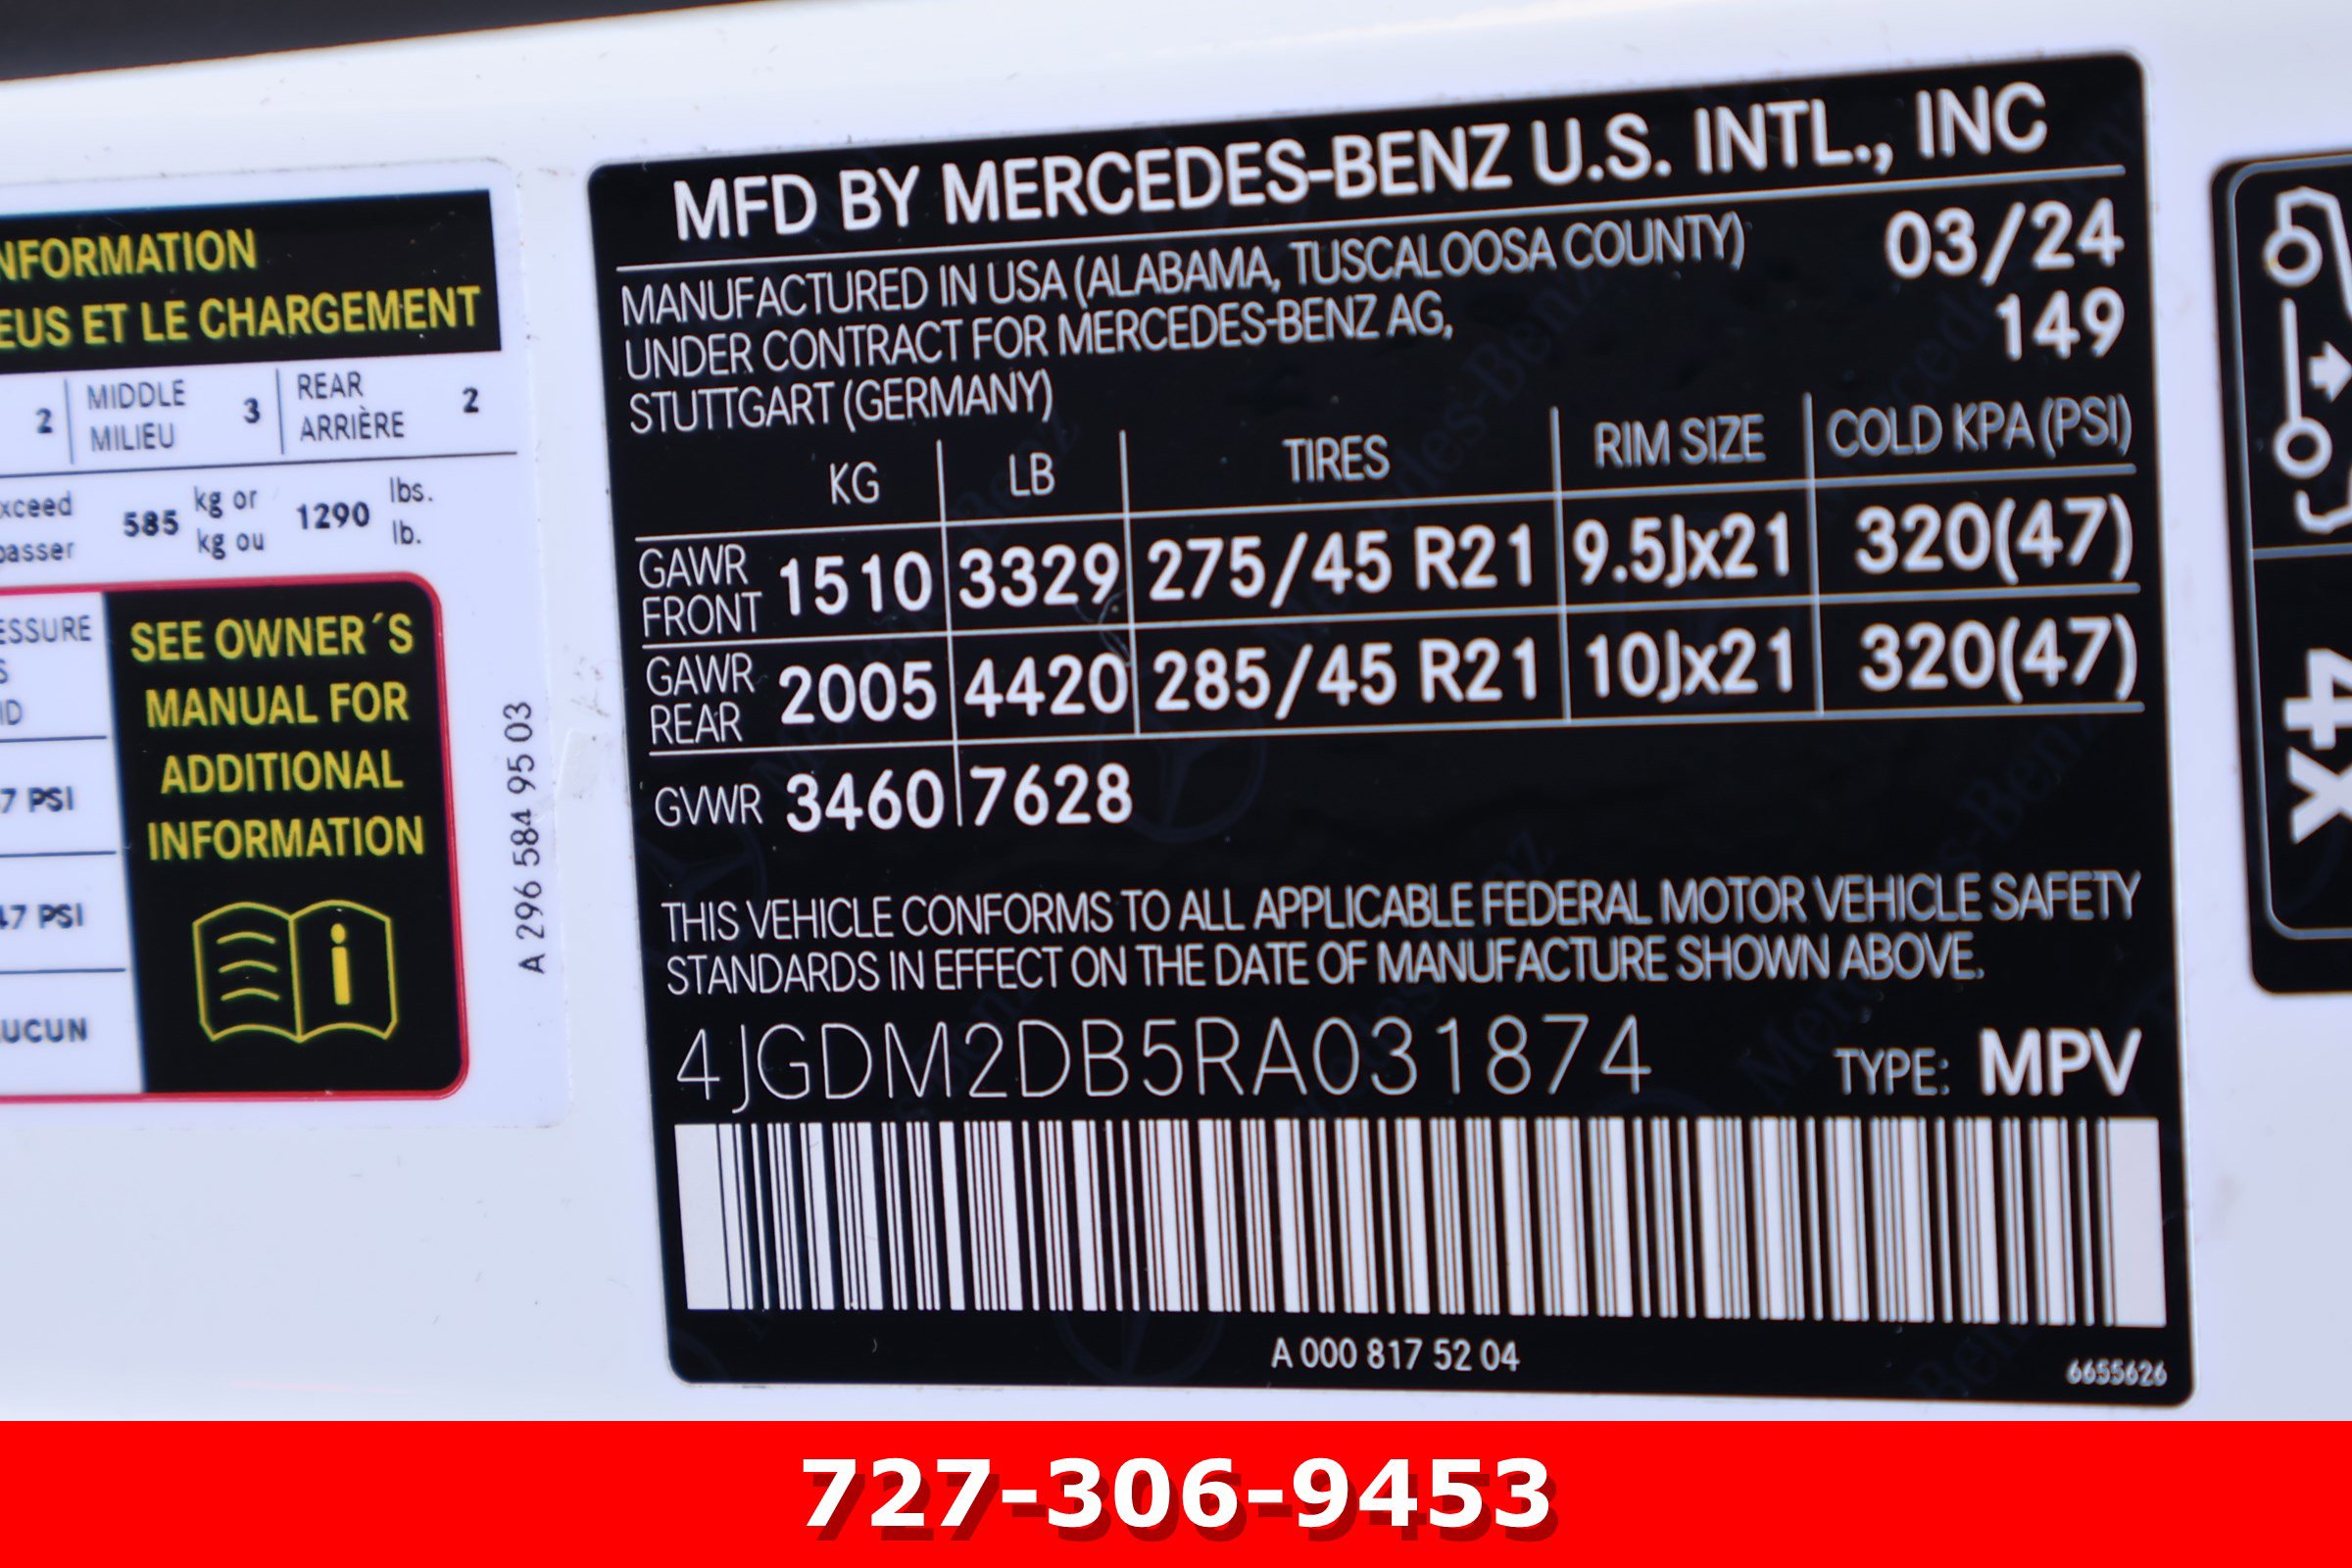 NFORMATION
EUS ET LE CHARGEMENT
2 MIDDLE MILIEU 3 REAR ARRIÈRE 2
xceed 585 kg or 1290 lbs.
passer kg ou lb.
ESSURE
S
ID
7 PSI
47 PSI
UCUN
SEE OWNER´S
MANUAL FOR
ADDITIONAL
INFORMATION
i
A 296 584 95 03
MFD BY MERCEDES-BENZ U.S. INTL., INC
MANUFACTURED IN USA (ALABAMA, TUSCALOOSA COUNTY) 03/24
UNDER CONTRACT FOR MERCEDES-BENZ AG, 149
STUTTGART (GERMANY)
KG LB TIRES RIM SIZE COLD KPA (PSI)
GAWR FRONT 1510 3329 275/45 R21 9.5Jx21 320(47)
GAWR REAR 2005 4420 285/45 R21 10Jx21 320(47)
GVWR 3460 7628
THIS VEHICLE CONFORMS TO ALL APPLICABLE FEDERAL MOTOR VEHICLE SAFETY
STANDARDS IN EFFECT ON THE DATE OF MANUFACTURE SHOWN ABOVE.
4JGDM2DB5RA031874 TYPE: MPV
A 000 817 52 04
6655626
4x
727-306-9453